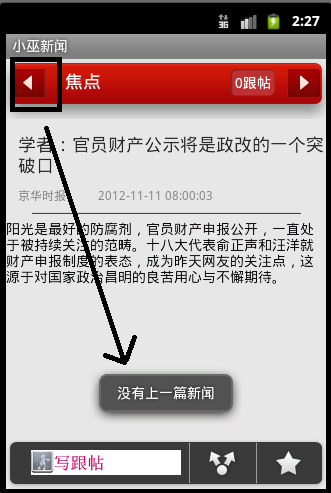 3G 2:27
小巫新闻
焦点 0跟帖
学者：官员财产公示将是政改的一个突
破口
京华时报 2012-11-11 08:00:03
阳光是最好的防腐剂，官员财产申报公开，一直处
于被持续关注的范畴。十八大代表俞正声和汪洋就
财产申报制度的表态，成为昨天网友的关注点，这
源于对国家政治昌明的良苦用心与不懈期待。
没有上一篇新闻
写跟帖